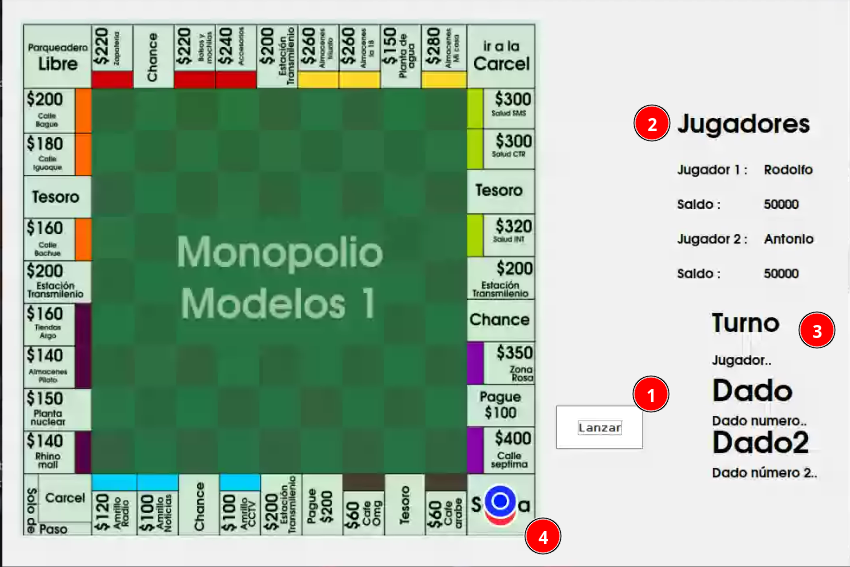 Parqueadero
Libre
$220
Zapateria
Chance
$220
Bolsos y
mochilas
$240
Accesorios
$200
Estación
Transmilenio
$260
Almacenes
triunfo
$260
Almacenes
la 18
$150
Planta de
agua
$280
Almacenes
Mi casa
ir a la
Carcel
$200
Calle
Bague
$180
Calle
Iguaque
Tesoro
$160
Calle
Bachue
$200
Estación
Transmilenio
$160
Tiendas
Argo
$140
Almacenes
Piloto
$150
Planta
nuclear
$140
Rhino
mall
Monopolio
Modelos 1
$300
Salud SMS
$300
Salud CTR
Tesoro
$320
Salud INT
$200
Estación
Transmilenio
Chance
$350
Zona
Rosa
Pague
$100
$400
Calle
septima
Solo de
Carcel
Paso
$120
Amrillo
Radio
$100
Amrillo
Noticias
Chance
$100
Amrillo
CCTV
$200
Estación
Transmilenio
Pague
$200
$60
Cafe
Omg
Tesoro
$60
Cafe
arabe
S a
4
1
Lanzar
2
Jugadores
Jugador 1 : Rodolfo
Saldo : 50000
Jugador 2 : Antonio
Saldo : 50000
Turno
3
Jugador..
Dado
Dado numero..
Dado2
Dado número 2..